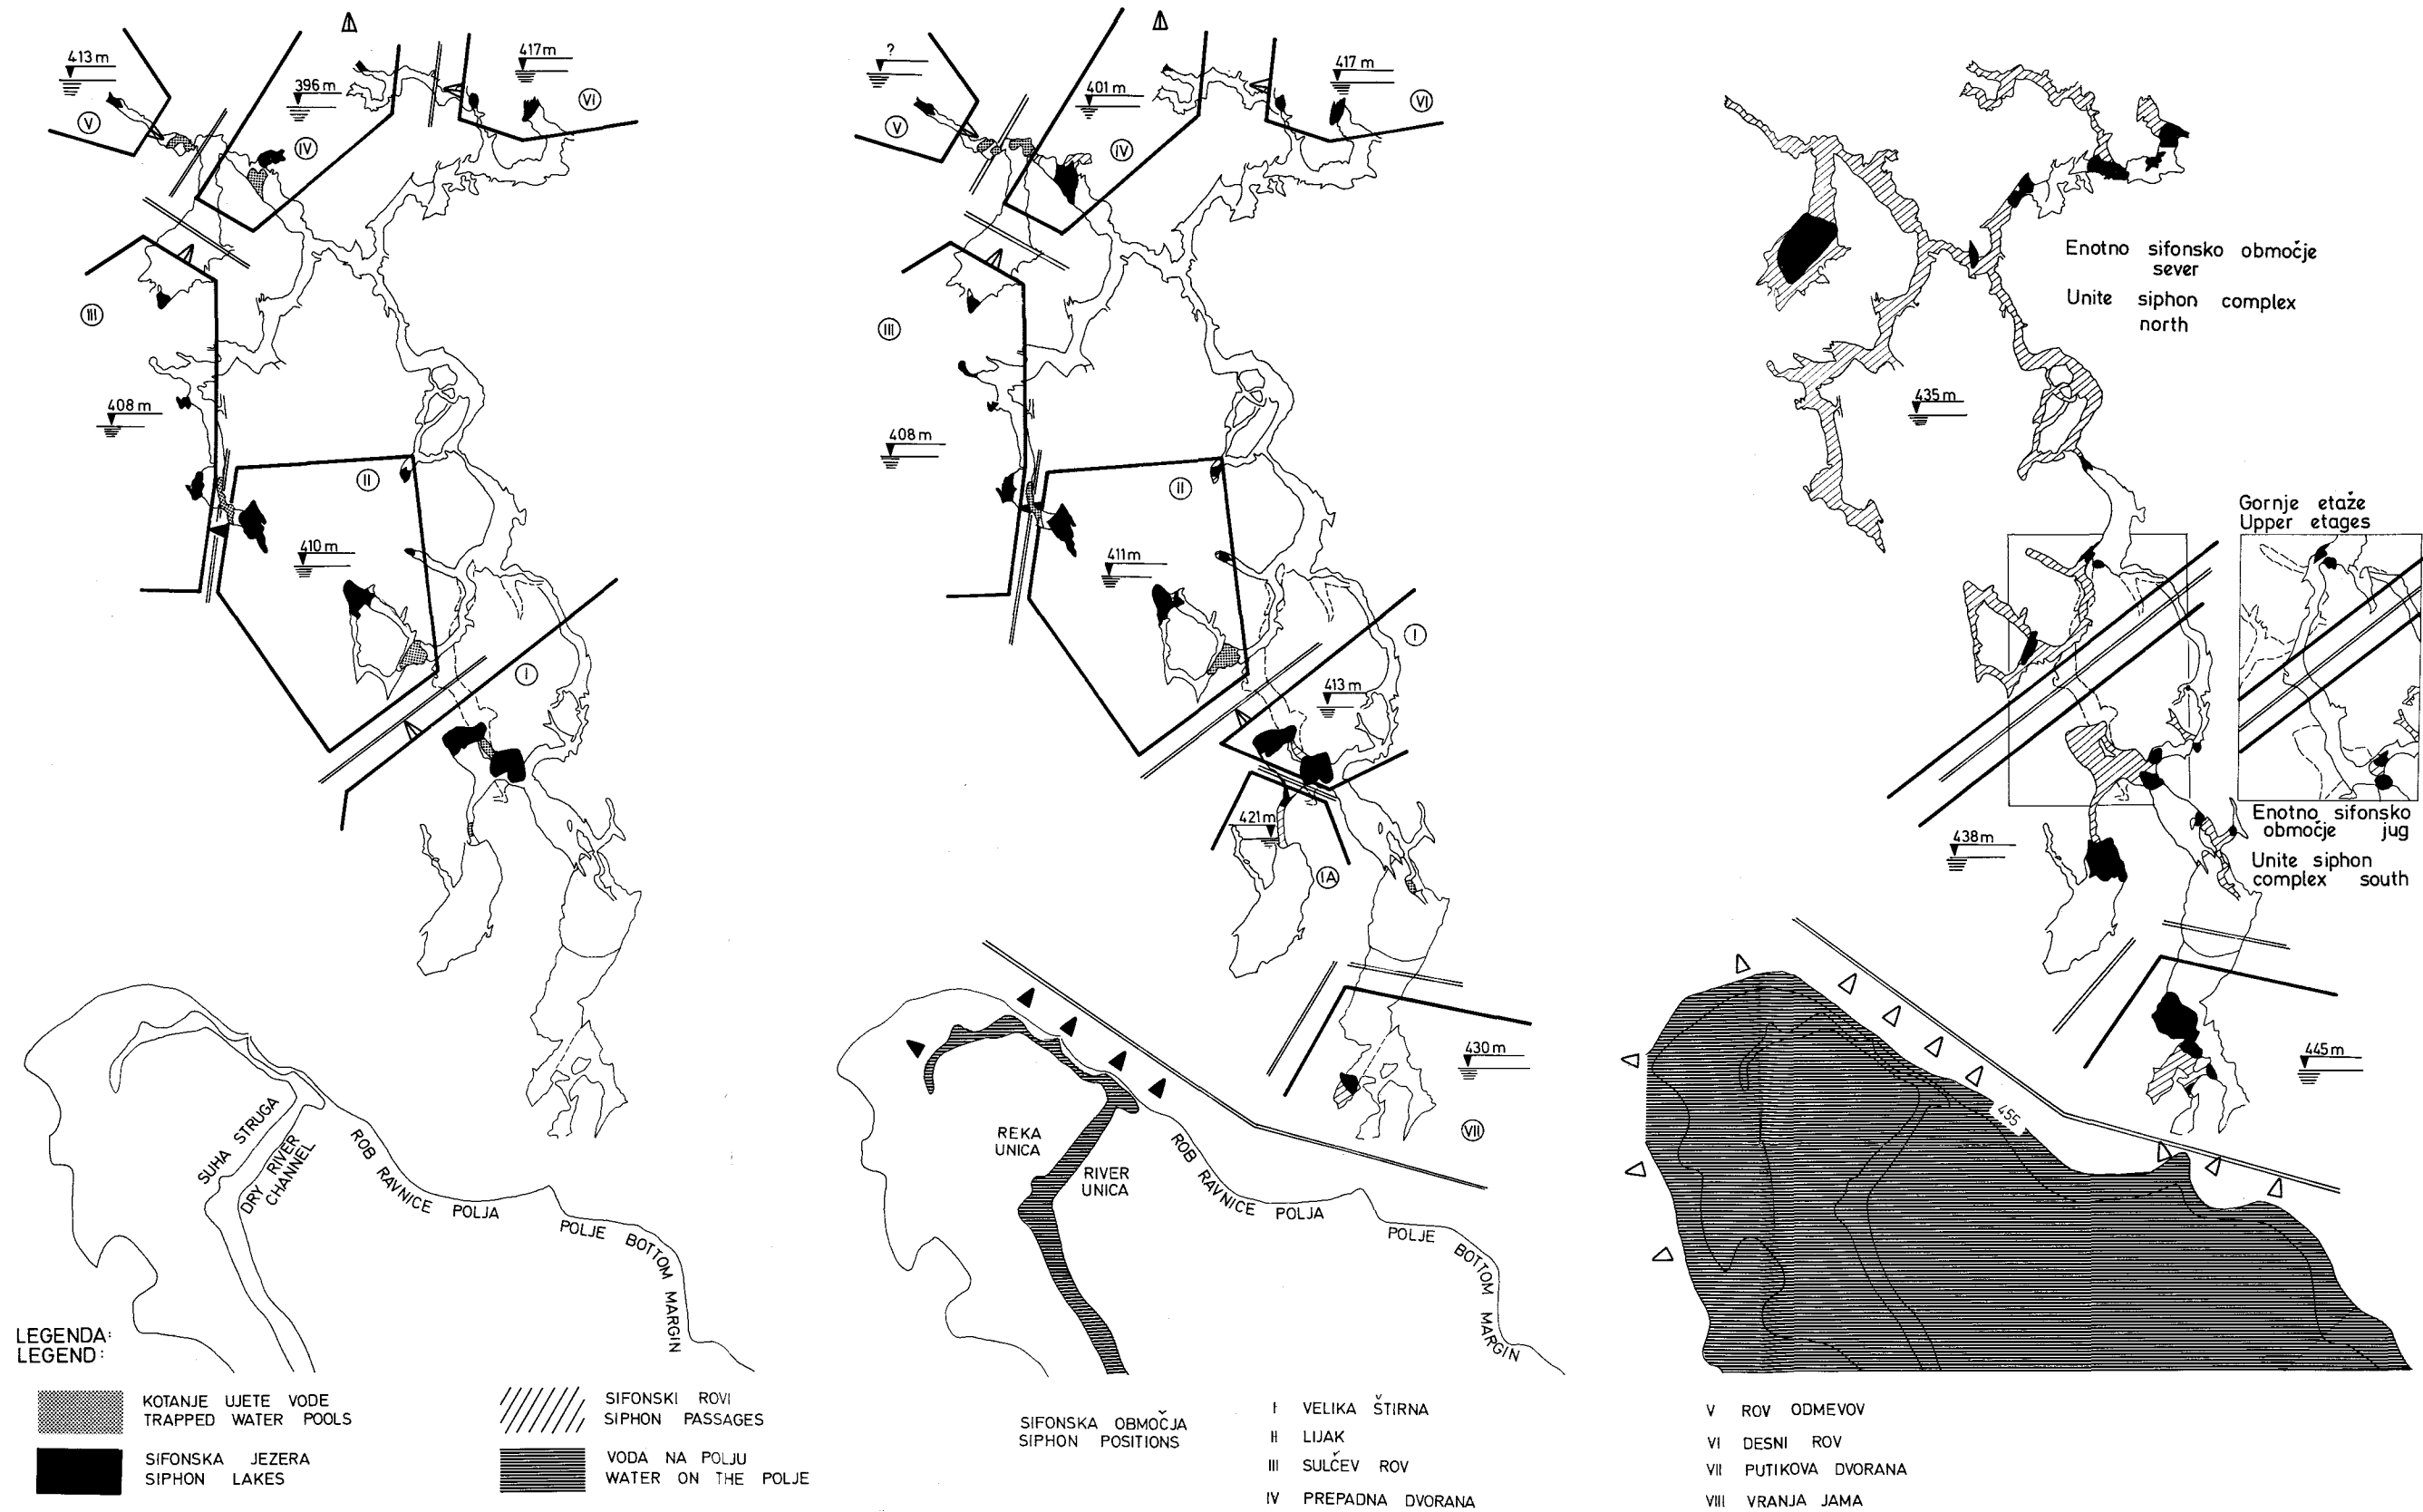 413 m
396 m
417 m
V
IV
VI
III
408 m
II
410 m
I
SUHA STRUGA
DRY RIVER
CHANNEL
ROB RAVNICE POLJA
POLJE BOTTOM MARGIN
?
401 m
417 m
V
IV
VI
III
408 m
II
411 m
I
413 m
421 m
IA
430 m
VII
REKA
UNICA
RIVER
UNICA
ROB RAVNICE POLJA
POLJE BOTTOM MARGIN
Enotno sifonsko območje
sever
Unite siphon complex
north
435 m
Gornje etaže
Upper etages
Enotno sifonsko
območje jug
Unite siphon
complex south
438 m
445 m
455
LEGENDA:
LEGEND:
KOTANJE UJETE VODE
TRAPPED WATER POOLS
SIFONSKA JEZERA
SIPHON LAKES
SIFONSKI ROVI
SIPHON PASSAGES
VODA NA POLJU
WATER ON THE POLJE
SIFONSKA OBMOČJA
SIPHON POSITIONS
I VELIKA ŠTIRNA
II LIJAK
III SULČEV ROV
IV PREPADNA DVORANA
V ROV ODMEVOV
VI DESNI ROV
VII PUTIKOVA DVORANA
VIII VRANJA JAMA